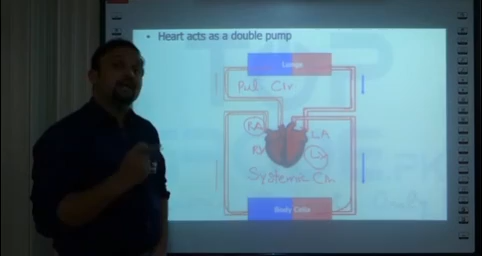 • Heart acts as a double pump
Lungs
Pul. Cir
RA
LA
RV
LV
Systemic Cir
Body Cells